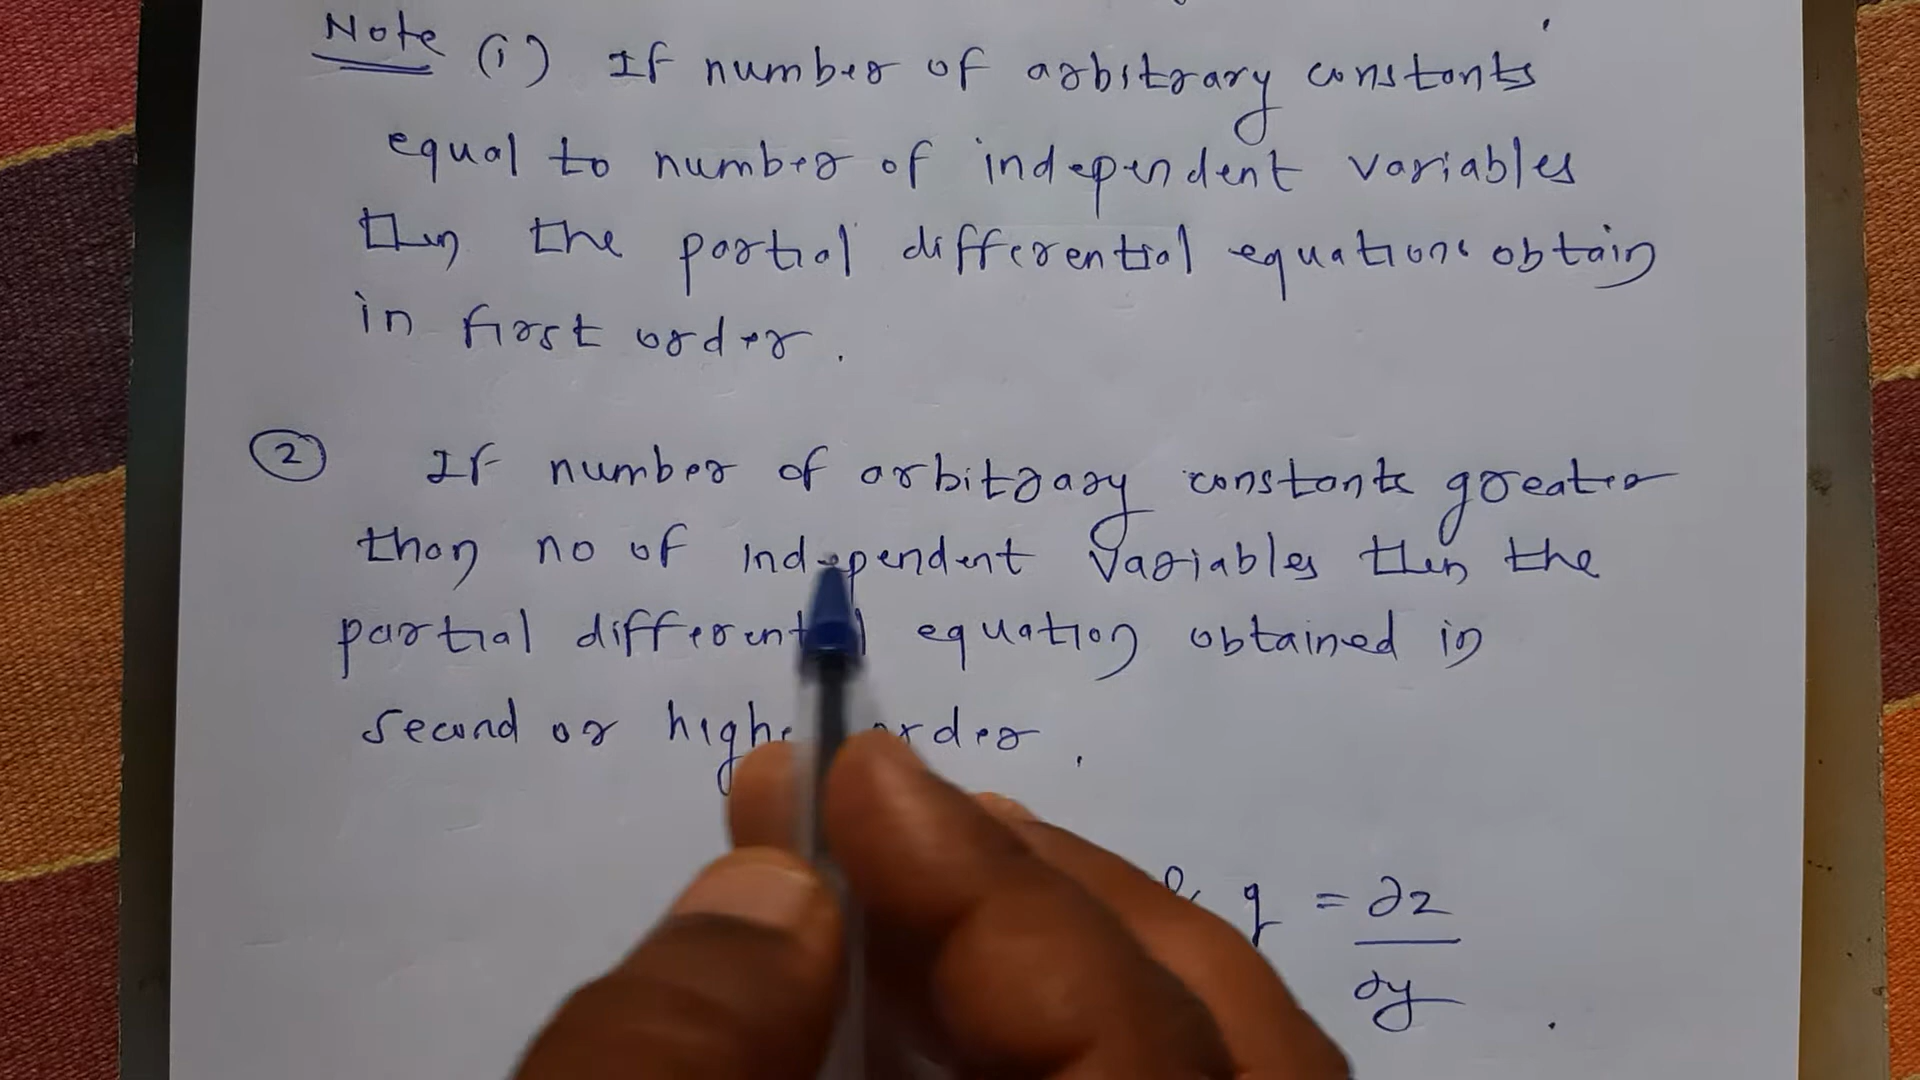 Note (i) If number of arbitrary constants
equal to number of independent variables
then the partial differential equations obtain
in first order.
2 If number of arbitrary constants greater
than no of independent variables then the
partial differential equation obtained in
second or higher order.
& q = ∂z
∂y